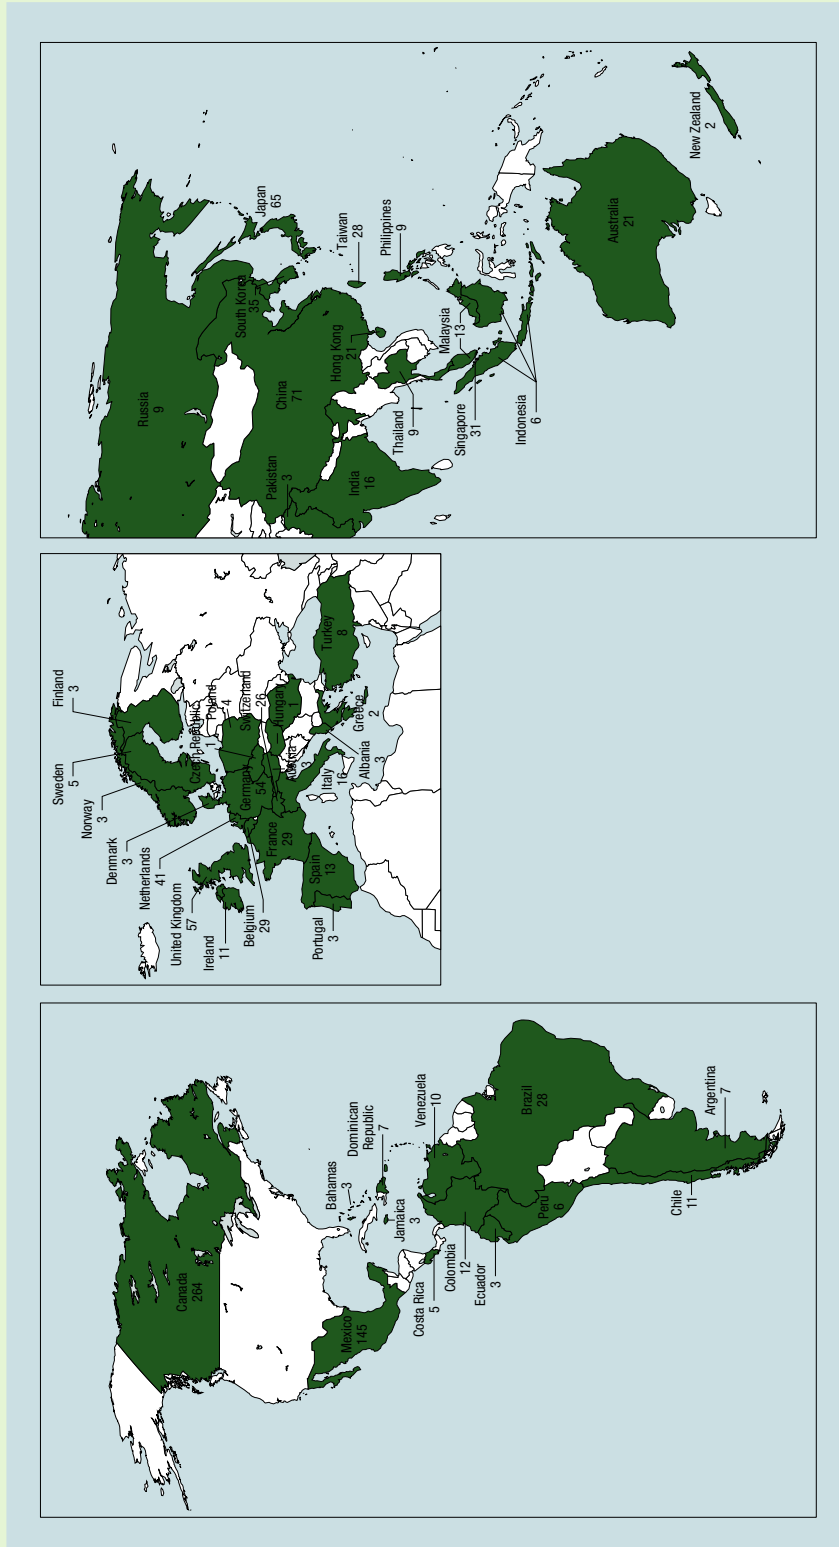 Canada
264
Mexico
145
Bahamas
3
Dominican
Republic
7
Jamaica
3
Costa Rica
5
Venezuela
10
Colombia
12
Ecuador
3
Brazil
28
Peru
6
Chile
11
Argentina
7
Finland
3
Sweden
5
Norway
3
Denmark
3
Netherlands
41
United Kingdom
57
Ireland
11
Belgium
29
Czech Republic
1
Poland
4
Switzerland
26
Germany
54
Hungary
1
Austria
3
France
29
Spain
13
Portugal
3
Italy
16
Albania
3
Greece
2
Turkey
8
Russia
9
Japan
65
South Korea
35
Taiwan
28
China
71
Hong Kong
21
Philippines
9
Pakistan
3
India
16
Thailand
9
Malaysia
13
Singapore
31
Indonesia
6
Australia
21
New Zealand
2